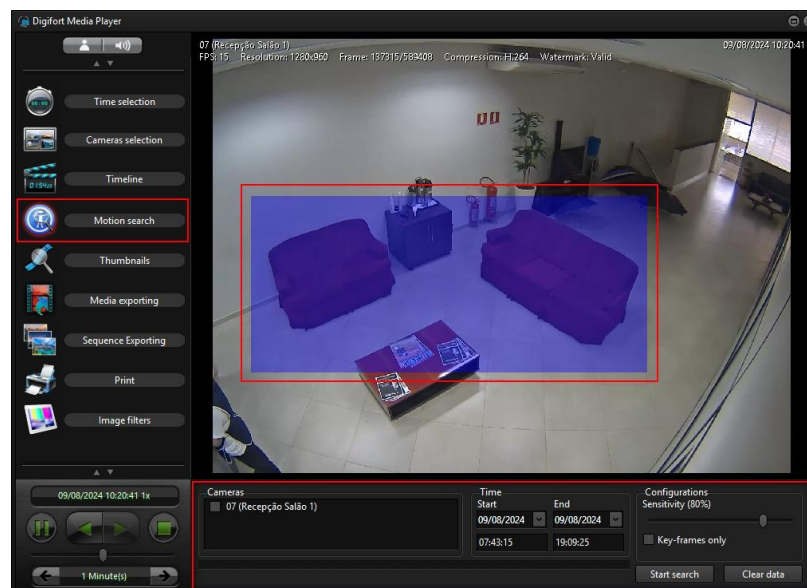 Digifort Media Player
07 (Recepção Salão 1)
09/08/2024 10:20:41
FPS: 15 Resolution: 1280x960 Frame: 137315/589408 Compression: H.264 Watermark: Valid
Time selection
Cameras selection
Timeline
Motion search
Thumbnails
Media exporting
Sequence Exporting
Print
Image filters
09/08/2024 10:20:41 1x
1 Minute(s)
Cameras
07 (Recepção Salão 1)
Time
Start End
09/08/2024 09/08/2024
07:43:15 19:09:25
Configurations
Sensitivity (80%)
Key-frames only
Start search Clear data